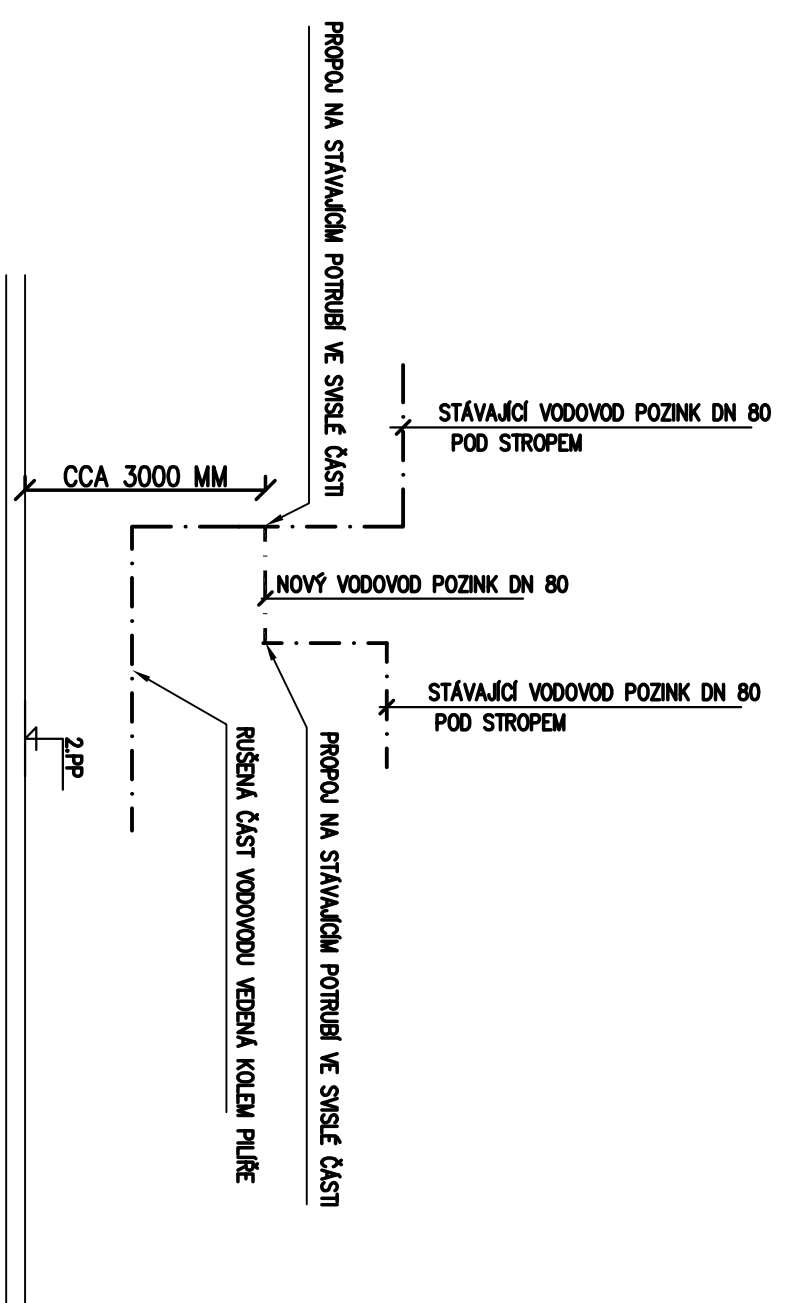 PROPOJ NA STÁVAJÍCÍM POTRUBÍ VE SVISLÉ ČÁSTI
STÁVAJÍCÍ VODOVOD POZINK DN 80
POD STROPEM
CCA 3000 MM
NOVÝ VODOVOD POZINK DN 80
STÁVAJÍCÍ VODOVOD POZINK DN 80
POD STROPEM
2.PP
RUŠENÁ ČÁST VODOVODU VEDENÁ KOLEM PILÍŘE
PROPOJ NA STÁVAJÍCÍM POTRUBÍ VE SVISLÉ ČÁSTI